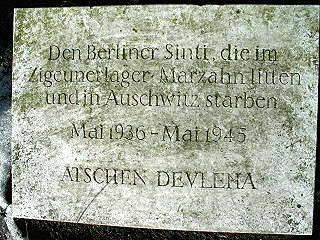 Den Berliner Sinti, die im
Zigeunerlager Marzahn litten
und in Auschwitz starben
Mai 1936 - Mai 1945
ATSCHEN DEVLEHA